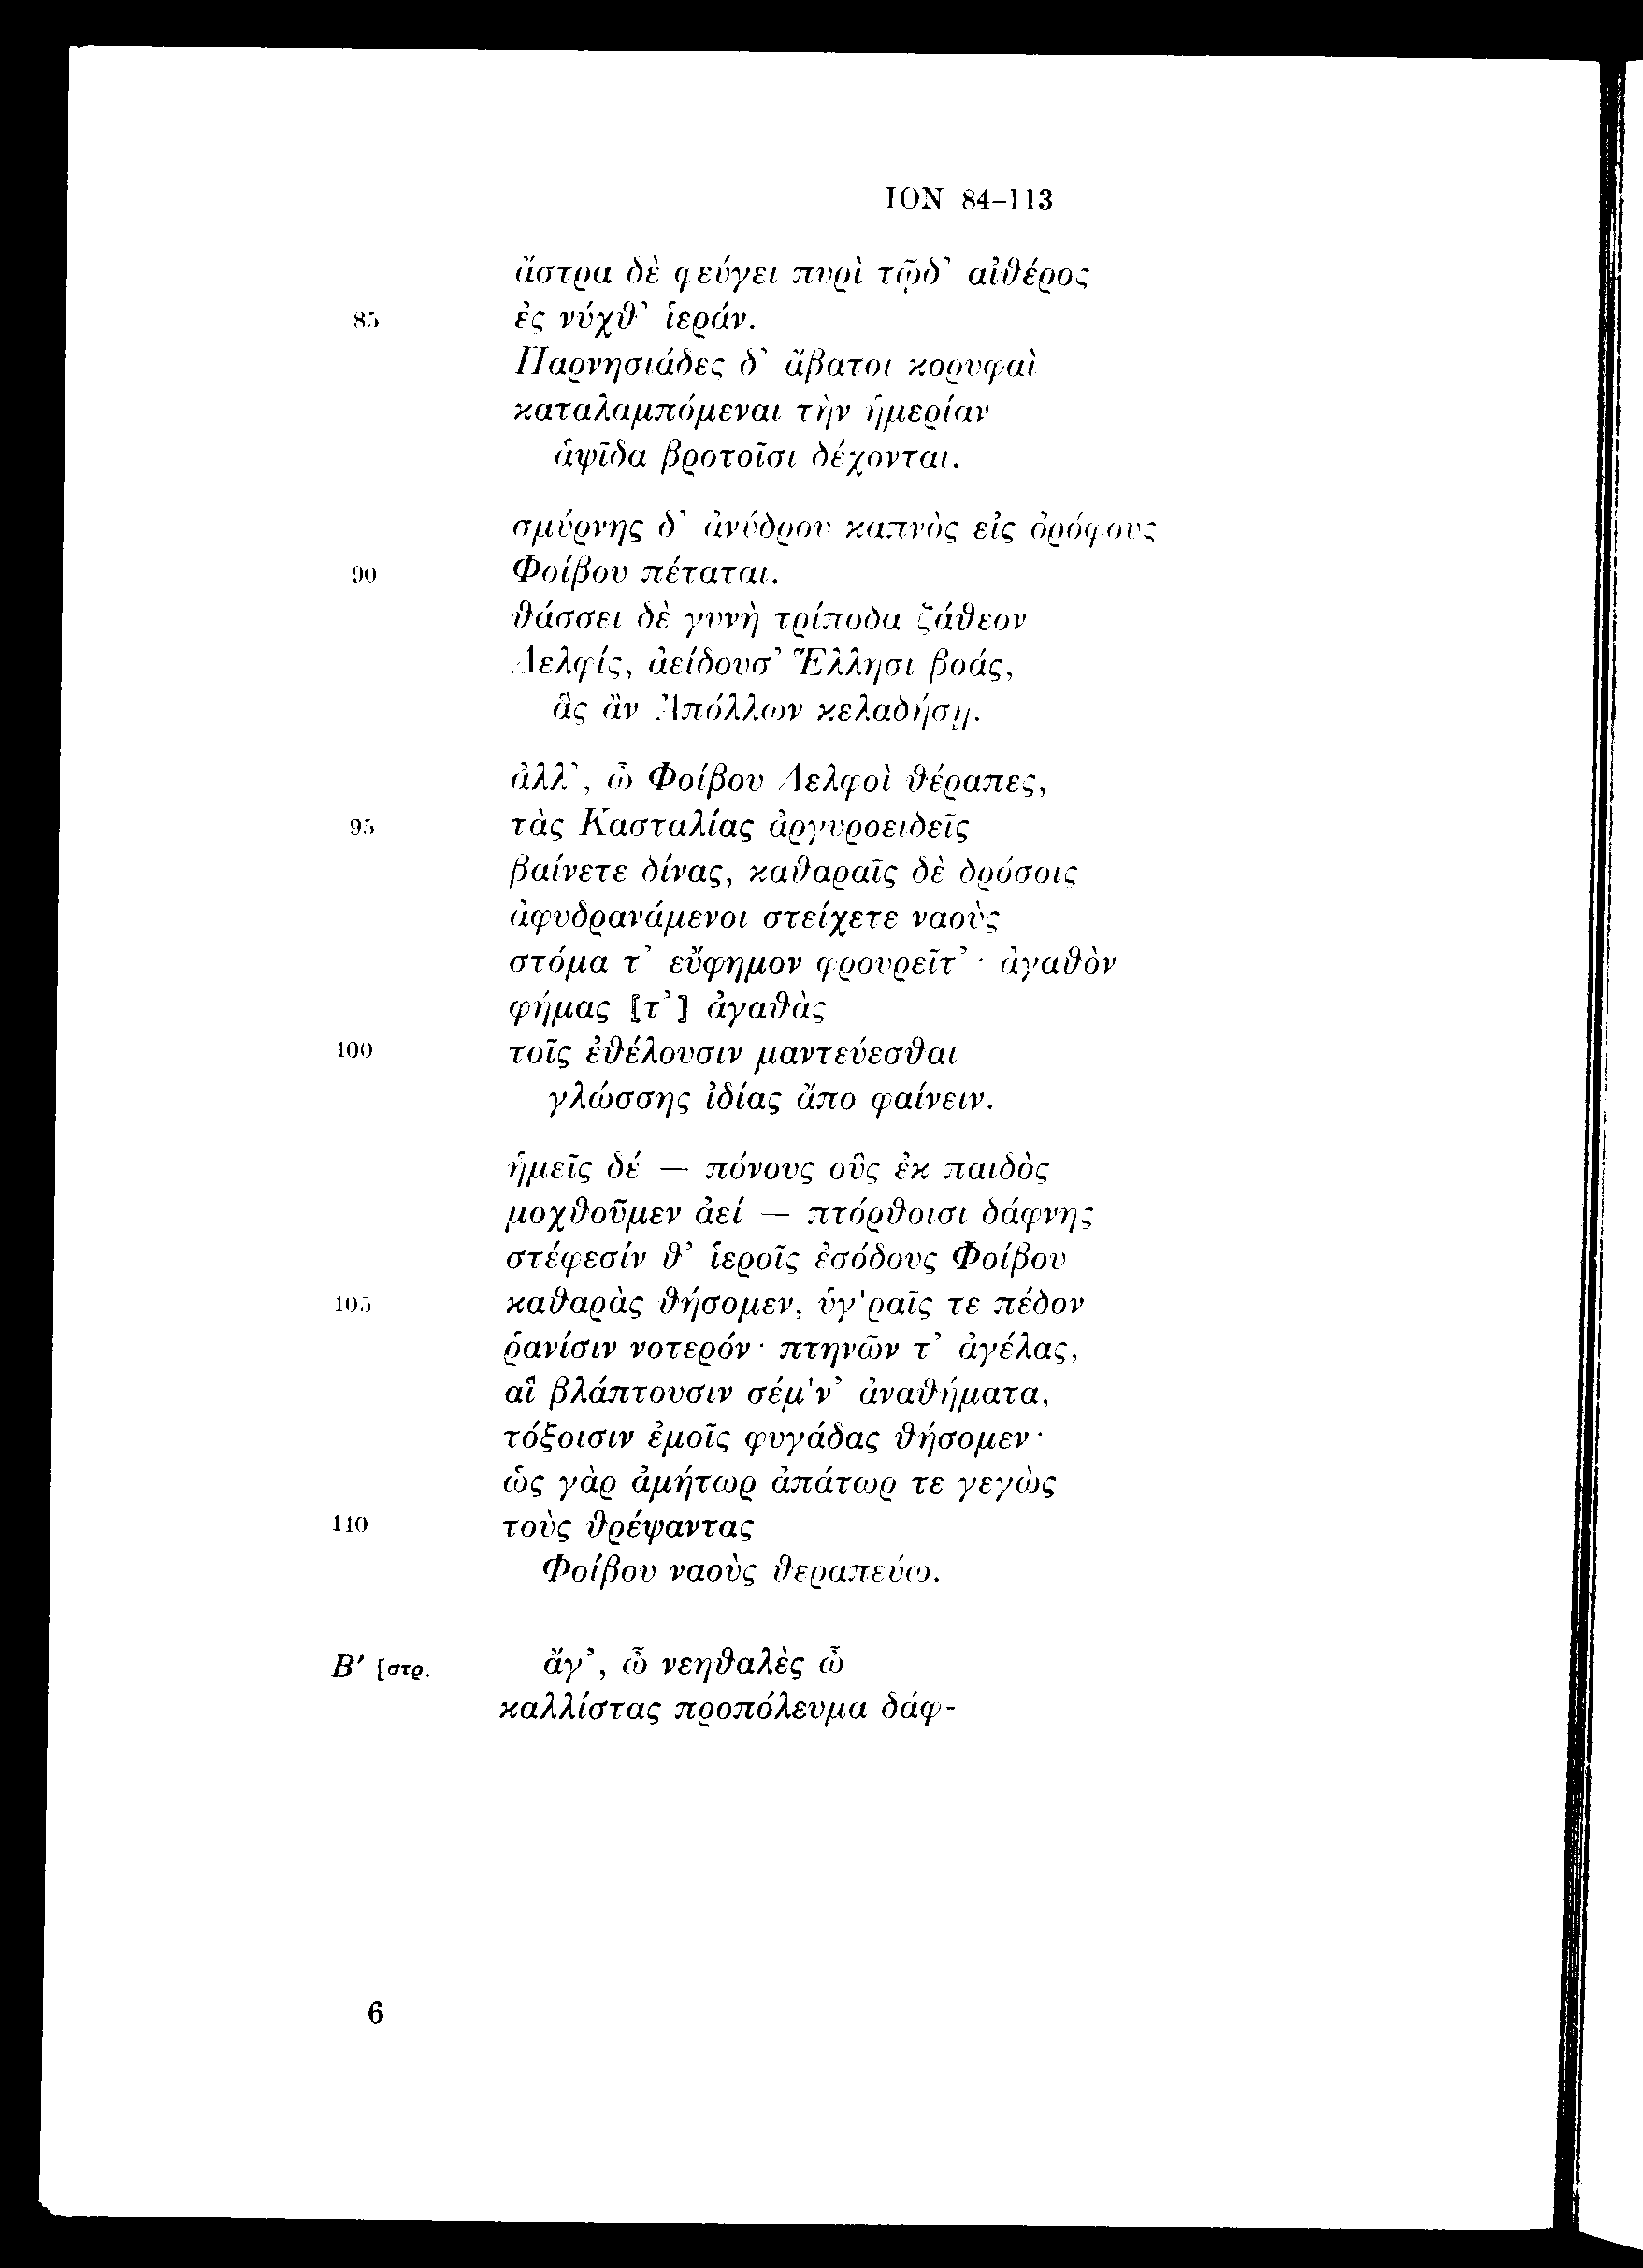 ION 84–113
ἄστρα δὲ φεύγει πυρὶ τῷδ' αἰθέρος
85 ἐς νύχθ' ἱεράν.
Παρνησιάδες δ' ἄβατοι κορυφαὶ
καταλαμπόμεναι τὴν ἡμερίαν
ἁψῖδα βροτοῖσι δέχονται.
σμύρνης δ' ἀνύδρου καπνὸς εἰς ὀρόφους
90 Φοίβου πέταται.
θάσσει δὲ γυνὴ τρίποδα ζάθεον
Δελφίς, ἀείδουσ' Ἕλλησι βοάς,
ἃς ἂν Ἀπόλλων κελαδήσῃ.
ἀλλ', ὦ Φοίβου Δελφοὶ θέραπες,
95 τὰς Κασταλίας ἀργυροειδεῖς
βαίνετε δίνας, καθαραῖς δὲ δρόσοις
ἀφυδρανάμενοι στείχετε ναοὺς
στόμα τ' εὔφημον φρουρεῖτ'· ἀγαθὸν
φήμας ⟦τ'⟧ ἀγαθὰς
100 τοῖς ἐθέλουσιν μαντεύεσθαι
γλώσσης ἰδίας ἄπο φαίνειν.
ἡμεῖς δέ — πόνους οὓς ἐκ παιδὸς
μοχθοῦμεν ἀεί — πτόρθοισι δάφνης
στέφεσίν θ' ἱεροῖς ἐσόδους Φοίβου
105 καθαρὰς θήσομεν, ὑγ'ραῖς τε πέδον
ῥανίσιν νοτερόν· πτηνῶν τ' ἀγέλας,
αἳ βλάπτουσιν σέμ'ν' ἀναθήματα,
τόξοισιν ἐμοῖς φυγάδας θήσομεν·
ὡς γὰρ ἀμήτωρ ἀπάτωρ τε γεγὼς
110 τοὺς θρέψαντας
Φοίβου ναοὺς θεραπεύω.
Β′ [στρ. ἄγ', ὦ νεηθαλὲς ὦ
καλλίστας προπόλευμα δάφ-
6